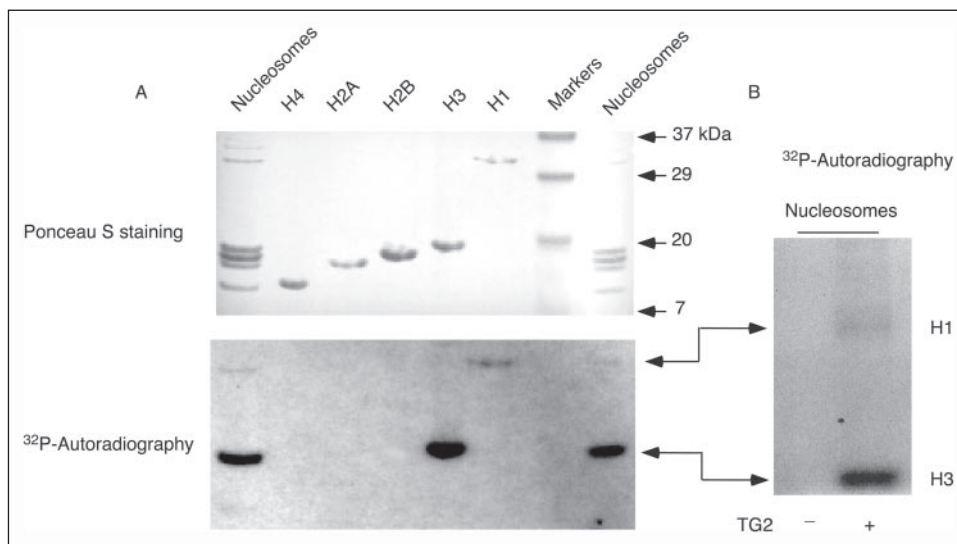 A
Nucleosomes
H4
H2A
H2B
H3
H1
Markers
Nucleosomes
B
37 kDa
29
20
7
Ponceau S staining
³²P-Autoradiography
³²P-Autoradiography
Nucleosomes
H1
H3
TG2 – +